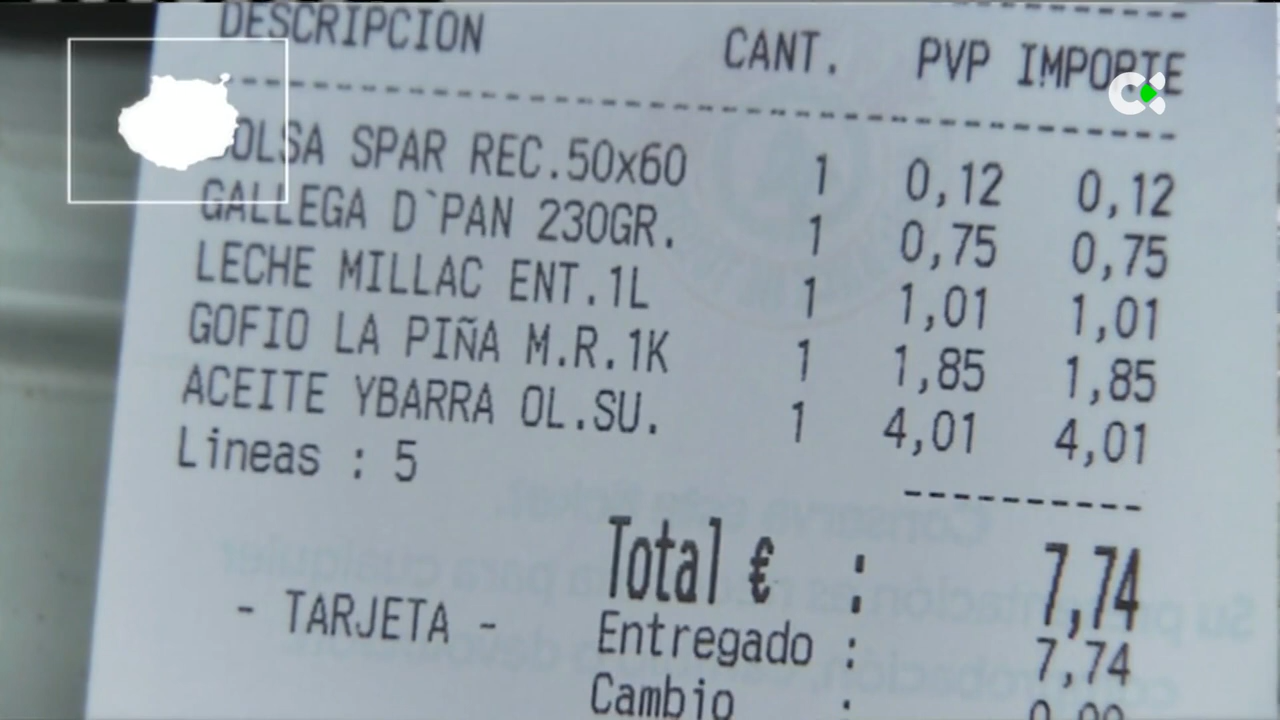 DESCRIPCION CANT. PVP IMPORTE
BOLSA SPAR REC.50x60 1 0,12 0,12
GALLEGA D`PAN 230GR. 1 0,75 0,75
LECHE MILLAC ENT.1L 1 1,01 1,01
GOFIO LA PIÑA M.R.1K 1 1,85 1,85
ACEITE YBARRA OL.SU. 1 4,01 4,01
Lineas : 5
Total € : 7,74
- TARJETA - Entregado : 7,74
Cambio : 0,00